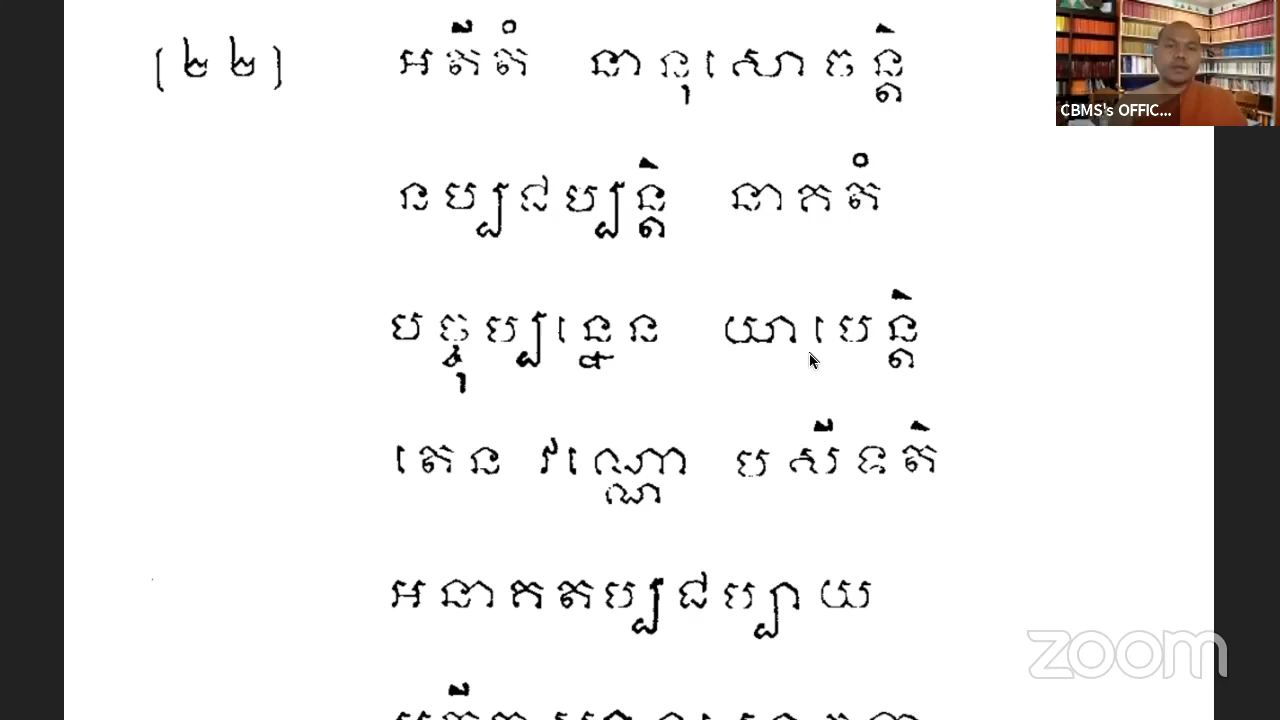 (២២) អតីតំ នានុសោចន្តិ
CBMS's OFFIC...
នប្បជប្បន្តិ នាគតំ
បច្ចុប្បន្នេន យាបេន្តិ
តេន វណ្ណោ បសីទតិ
អនាគតប្បជប្បាយ
zoom